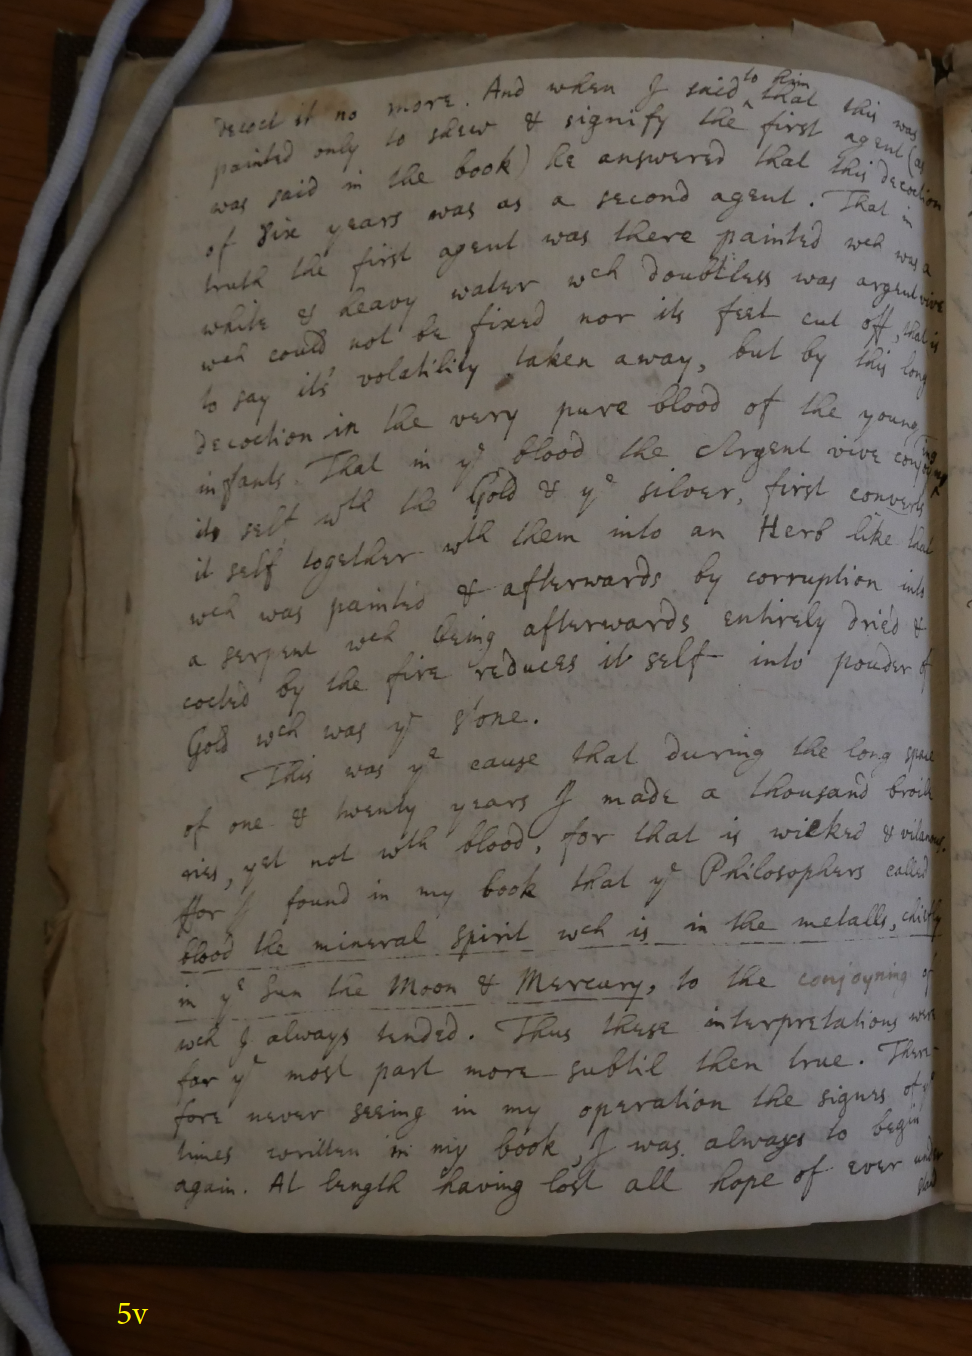 decoct it no more. And when I said to him that this was
painted only to shew & signify the first agent (as
was said in the book) he answered that this decoction
of six years was as a second agent. That in
truth the first agent was there painted wch was a
white & heavy water wch doubtless was argent vive
wch could not be fixed nor its feet cut off, that is
to say its volatility taken away, but by this long
decoction in the very pure blood of the young
infants. That in ye blood the Argent vive conjoyning
its self wth the Gold & ye silver, first converts
it self together wth them into an Herb like that
wch was painted & afterwards by corruption into
a serpent wch being afterwards entirely dried &
cocted by the fire reduces it self into pouder of
Gold wch was ye stone.
This was ye cause that during the long space
of one & twenty years I made a thousand broile
ries, yet not wth blood, for that is wicked & vilanous.
ffor I found in my book that ye Philosophers called
blood the mineral spirit wch is in the metalls, chiefly
in ye Sun the Moon & Mercury, to the conjoyning of
wch I always tended. Thus these interpretations were
for ye most part more subtil then true. There-
fore never seeing in my operation the signes of ye
times written in my book, I was always to begin
again. At length having lost all hope of ever under
stand
5v